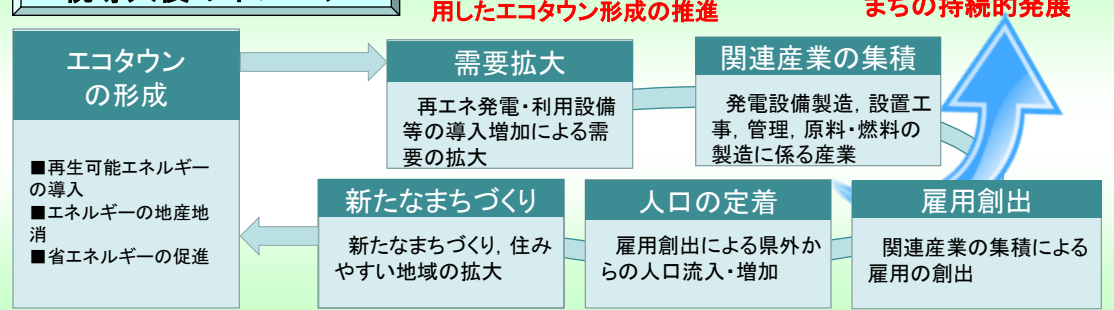 用したエコタウン形成の推進
まちの持続的発展
エコタウン
の形成
■再生可能エネルギー
の導入
■エネルギーの地産地
消
■省エネルギーの促進
需要拡大
再エネ発電・利用設備
等の導入増加による需
要の拡大
関連産業の集積
発電設備製造，設置工
事，管理，原料・燃料の
製造に係る産業
雇用創出
関連産業の集積による
雇用の創出
人口の定着
雇用創出による県外か
らの人口流入・増加
新たなまちづくり
新たなまちづくり，住み
やすい地域の拡大